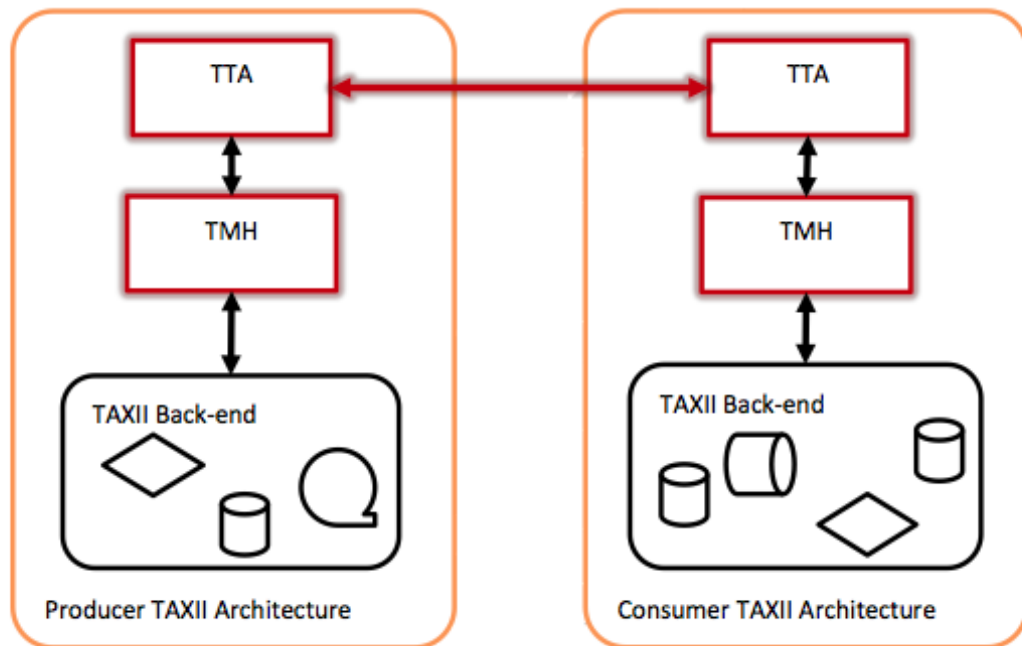 TTA
TTA
TMH
TMH
TAXII Back-end
TAXII Back-end
Producer TAXII Architecture
Consumer TAXII Architecture